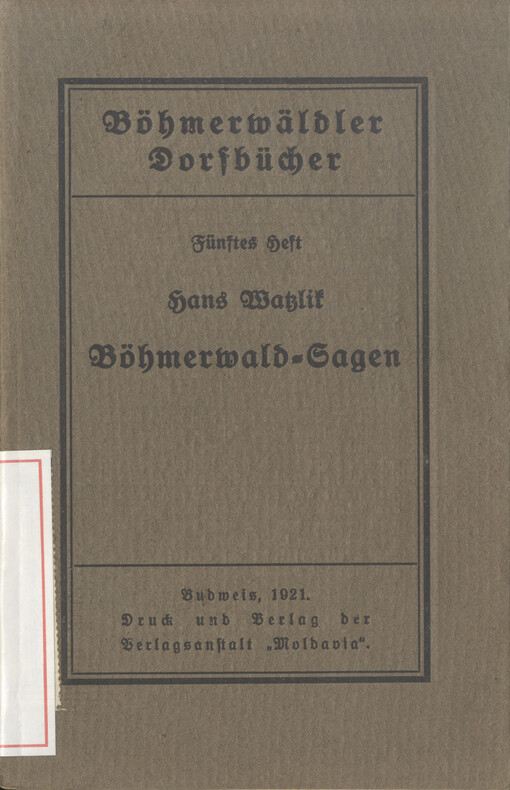 Böhmerwäldler
Dorfbücher
Fünftes Heft
Hans Watzlik
Böhmerwald-Sagen
Budweis, 1921.
Druck und Verlag der
Verlagsanstalt „Moldavia“.